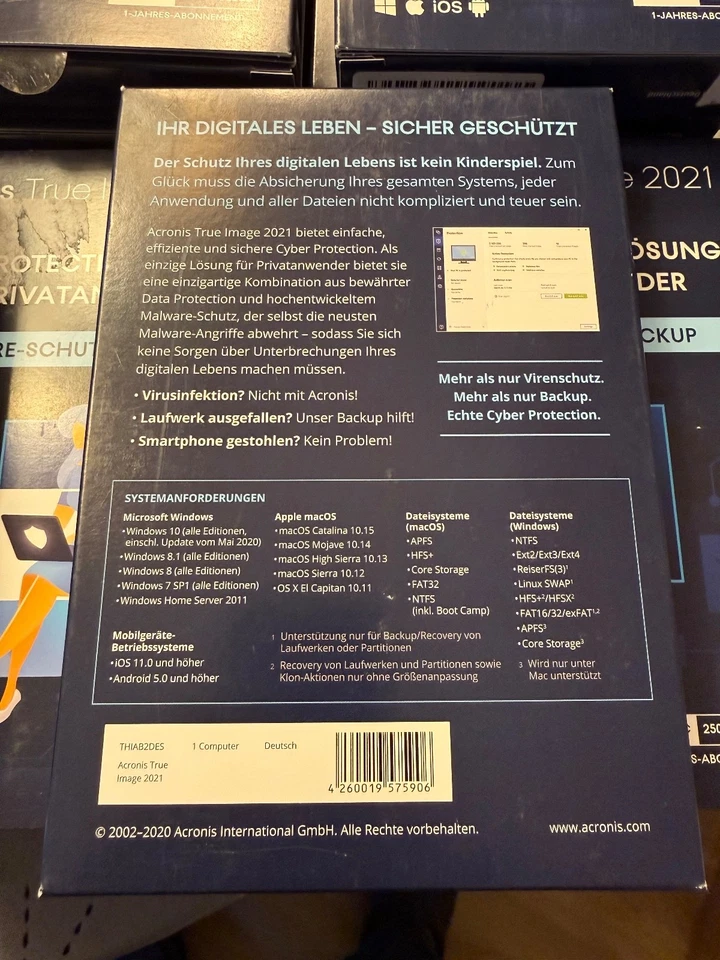 iOS
1-JAHRES-ABONNEMENT
1-JAHRES-ABO
s True
e 2021
IHR DIGITALES LEBEN – SICHER GESCHÜTZT
Der Schutz Ihres digitalen Lebens ist kein Kinderspiel. Zum
Glück muss die Absicherung Ihres gesamten Systems, jeder
Anwendung und aller Dateien nicht kompliziert und teuer sein.
Acronis True Image 2021 bietet einfache,
effiziente und sichere Cyber Protection. Als
einzige Lösung für Privatanwender bietet sie
eine einzigartige Kombination aus bewährter
Data Protection und hochentwickeltem
Malware-Schutz, der selbst die neusten
Malware-Angriffe abwehrt – sodass Sie sich
keine Sorgen über Unterbrechungen Ihres
digitalen Lebens machen müssen.
• Virusinfektion? Nicht mit Acronis!
• Laufwerk ausgefallen? Unser Backup hilft!
• Smartphone gestohlen? Kein Problem!
Mehr als nur Virenschutz.
Mehr als nur Backup.
Echte Cyber Protection.
OTECT
RIVATAN
RE-SCHUT
ÖSUNG
DER
CKUP
SYSTEMANFORDERUNGEN
Microsoft Windows
• Windows 10 (alle Editionen,
einschl. Update vom Mai 2020)
• Windows 8.1 (alle Editionen)
• Windows 8 (alle Editionen)
• Windows 7 SP1 (alle Editionen)
• Windows Home Server 2011
Apple macOS
• macOS Catalina 10.15
• macOS Mojave 10.14
• macOS High Sierra 10.13
• macOS Sierra 10.12
• OS X El Capitan 10.11
Dateisysteme
(macOS)
• APFS
• HFS+
• Core Storage
• FAT32
• NTFS
(inkl. Boot Camp)
Dateisysteme
(Windows)
• NTFS
• Ext2/Ext3/Ext4
• ReiserFS(3)¹
• Linux SWAP¹
• HFS+²/HFSX²
• FAT16/32/exFAT¹,²
• APFS³
• Core Storage³
Mobilgeräte-
Betriebssysteme
• iOS 11.0 und höher
• Android 5.0 und höher
1 Unterstützung nur für Backup/Recovery von
Laufwerken oder Partitionen
2 Recovery von Laufwerken und Partitionen sowie
Klon-Aktionen nur ohne Größenanpassung
3 Wird nur unter
Mac unterstützt
THIAB2DES 1 Computer Deutsch
Acronis True
Image 2021
4 260019 575906
© 2002–2020 Acronis International GmbH. Alle Rechte vorbehalten.
www.acronis.com
250
S-ABO